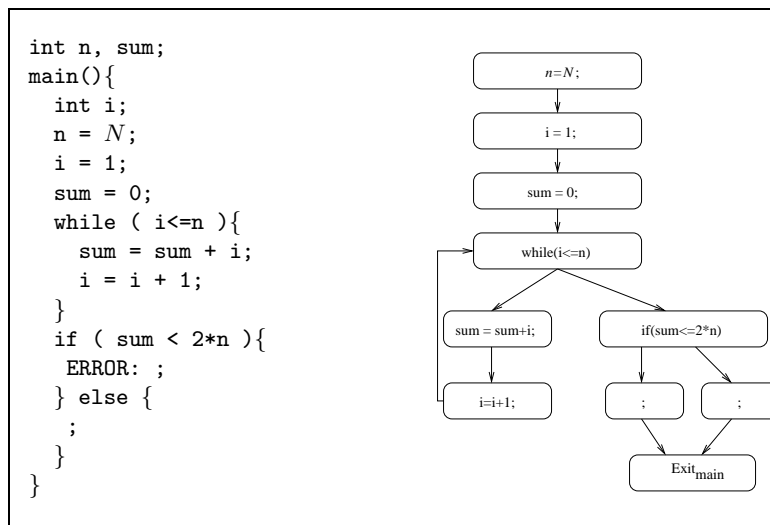 int n, sum;
main(){
int i;
n = N;
i = 1;
sum = 0;
while ( i<=n ){
sum = sum + i;
i = i + 1;
}
if ( sum < 2*n ){
ERROR: ;
} else {
;
}
}
n=N;
i = 1;
sum = 0;
while(i<=n)
sum = sum+i;
if(sum<=2*n)
i=i+1;
;
;
Exit_main